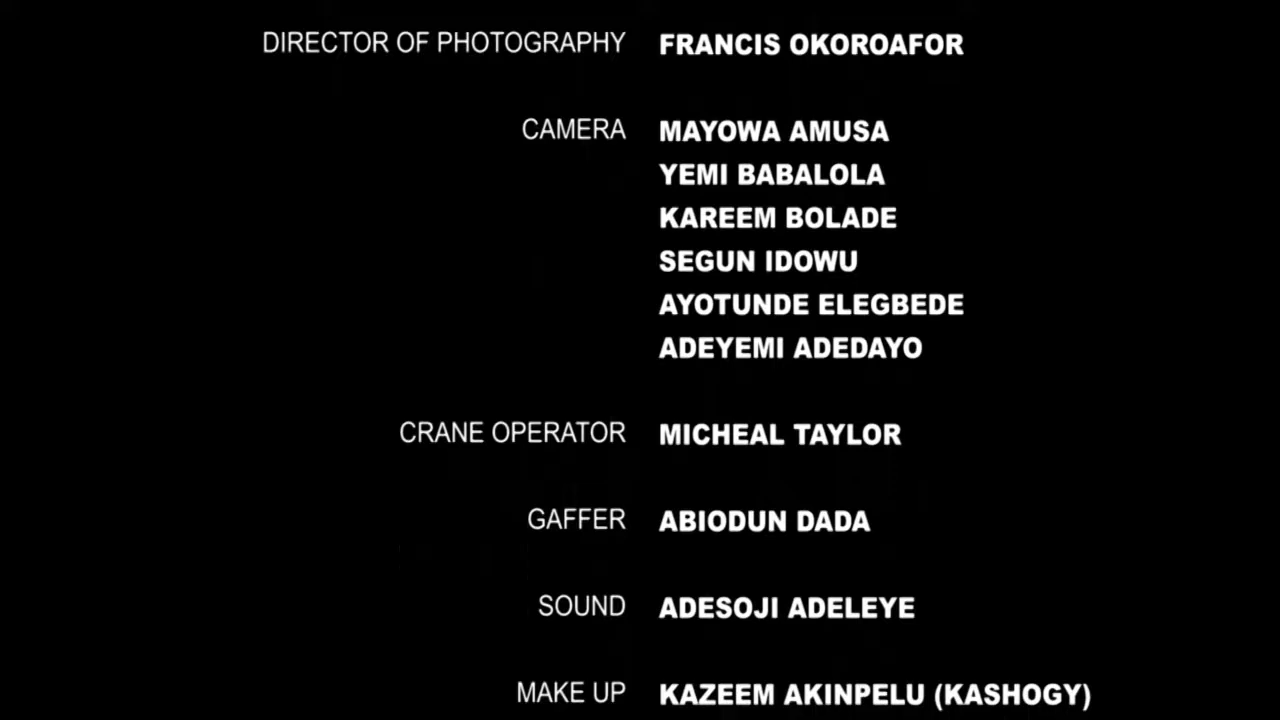 DIRECTOR OF PHOTOGRAPHY FRANCIS OKOROAFOR
CAMERA MAYOWA AMUSA
YEMI BABALOLA
KAREEM BOLADE
SEGUN IDOWU
AYOTUNDE ELEGBEDE
ADEYEMI ADEDAYO
CRANE OPERATOR MICHEAL TAYLOR
GAFFER ABIODUN DADA
SOUND ADESOJI ADELEYE
MAKE UP KAZEEM AKINPELU (KASHOGY)